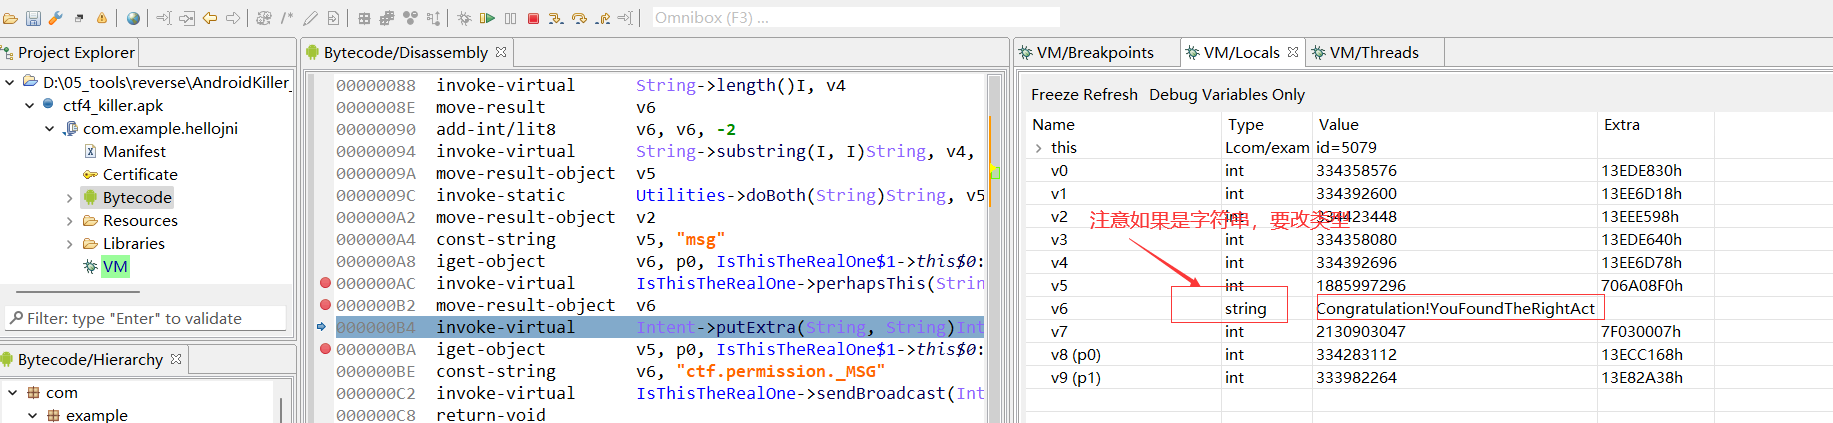 Omnibox (F3) ...
Project Explorer
D:\05_tools\reverse\AndroidKiller_
ctf4_killer.apk
com.example.hellojni
Manifest
Certificate
Bytecode
Resources
Libraries
VM
Filter: type "Enter" to validate
Bytecode/Hierarchy
com
example
Bytecode/Disassembly
00000088 invoke-virtual String->length()I, v4
0000008E move-result v6
00000090 add-int/lit8 v6, v6, -2
00000094 invoke-virtual String->substring(I, I)String, v4,
0000009A move-result-object v5
0000009C invoke-static Utilities->doBoth(String)String, v5
000000A2 move-result-object v2
000000A4 const-string v5, "msg"
000000A8 iget-object v6, p0, IsThisTheRealOne$1->this$0:
000000AC invoke-virtual IsThisTheRealOne->perhapsThis(Strin
000000B2 move-result-object v6
000000B4 invoke-virtual Intent->putExtra(String, String)Int
000000BA iget-object v5, p0, IsThisTheRealOne$1->this$0:
000000BE const-string v6, "ctf.permission._MSG"
000000C2 invoke-virtual IsThisTheRealOne->sendBroadcast(Int
000000C8 return-void
VM/Breakpoints VM/Locals VM/Threads
Freeze Refresh Debug Variables Only
Name Type Value Extra
this Lcom/exam id=5079
v0 int 334358576 13EDE830h
v1 int 334392600 13EE6D18h
v2 int 334423448 13EEE598h
注意如果是字符串，要改类型
v3 int 334358080 13EDE640h
v4 int 334392696 13EE6D78h
v5 int 1885997296 706A08F0h
v6 string Congratulation!YouFoundTheRightAct
v7 int 2130903047 7F030007h
v8 (p0) int 334283112 13ECC168h
v9 (p1) int 333982264 13E82A38h